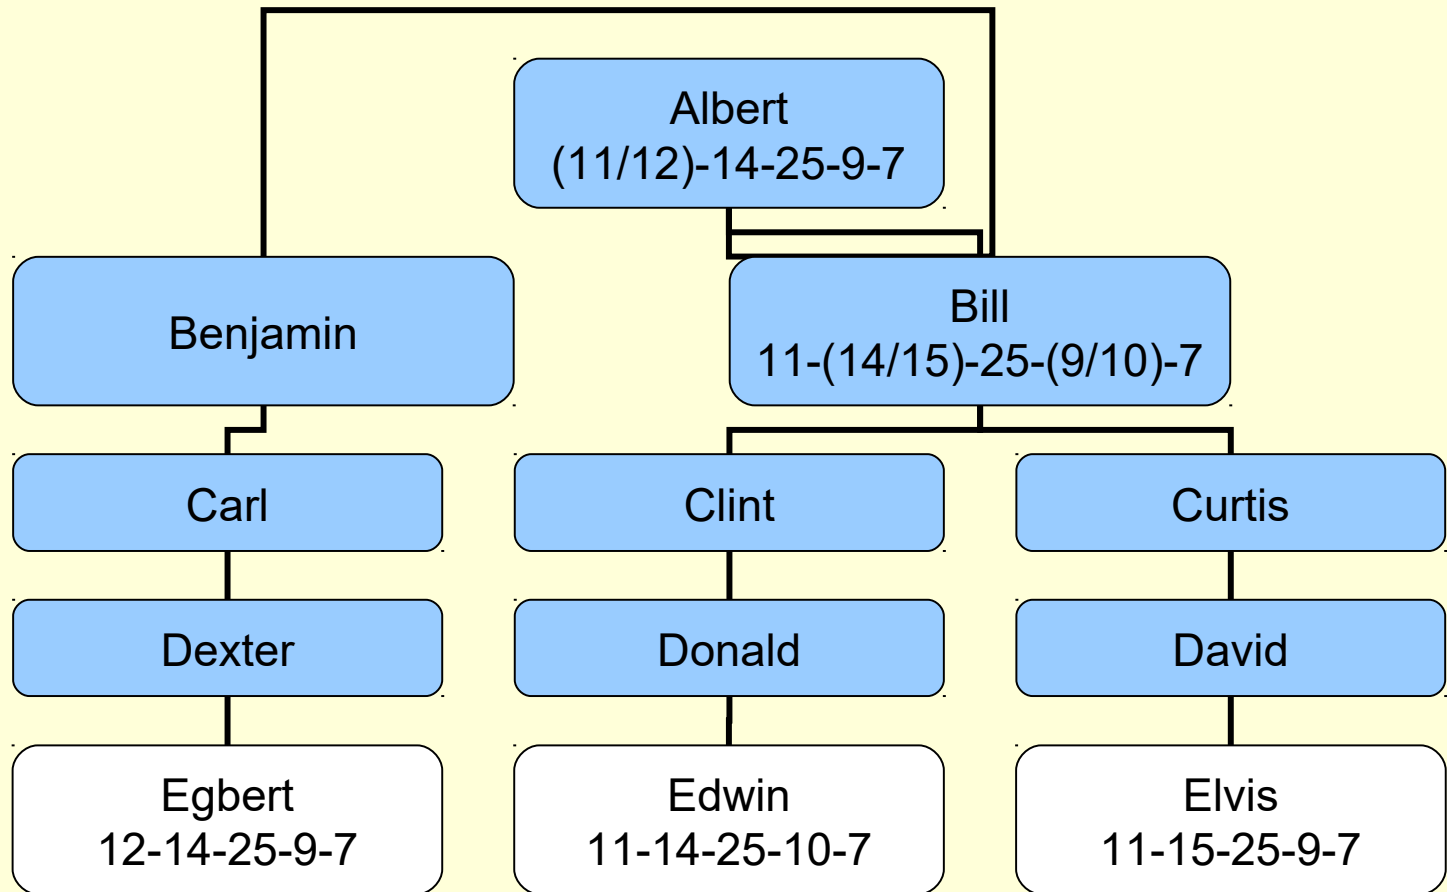 Albert
(11/12)-14-25-9-7
Benjamin
Bill
11-(14/15)-25-(9/10)-7
Carl
Clint
Curtis
Dexter
Donald
David
Egbert
12-14-25-9-7
Edwin
11-14-25-10-7
Elvis
11-15-25-9-7